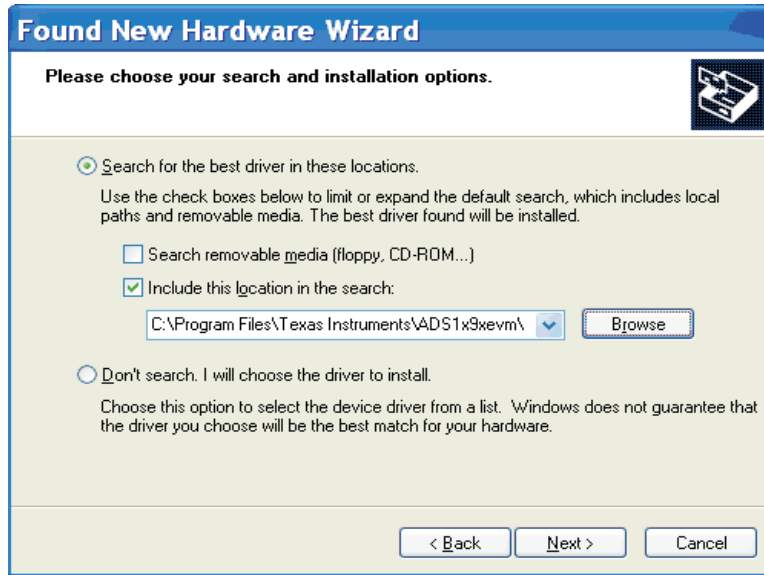 Found New Hardware Wizard
Please choose your search and installation options.
Search for the best driver in these locations.
Use the check boxes below to limit or expand the default search, which includes local
paths and removable media. The best driver found will be installed.
Search removable media (floppy, CD-ROM...)
Include this location in the search:
C:\Program Files\Texas Instruments\ADS1x9xevm\
Browse
Don't search. I will choose the driver to install.
Choose this option to select the device driver from a list. Windows does not guarantee that
the driver you choose will be the best match for your hardware.
< Back
Next >
Cancel